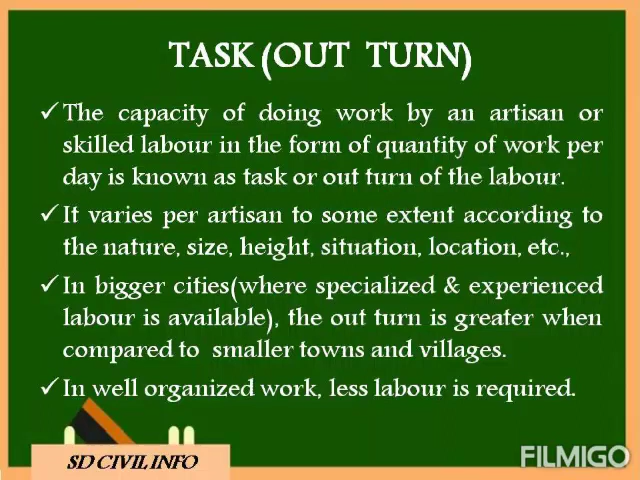 TASK (OUT TURN)
✓ The capacity of doing work by an artisan or
skilled labour in the form of quantity of work per
day is known as task or out turn of the labour.
✓ It varies per artisan to some extent according to
the nature, size, height, situation, location, etc.,
✓ In bigger cities(where specialized & experienced
labour is available), the out turn is greater when
compared to smaller towns and villages.
✓ In well organized work, less labour is required.
SD CIVIL INFO
FILMIGO